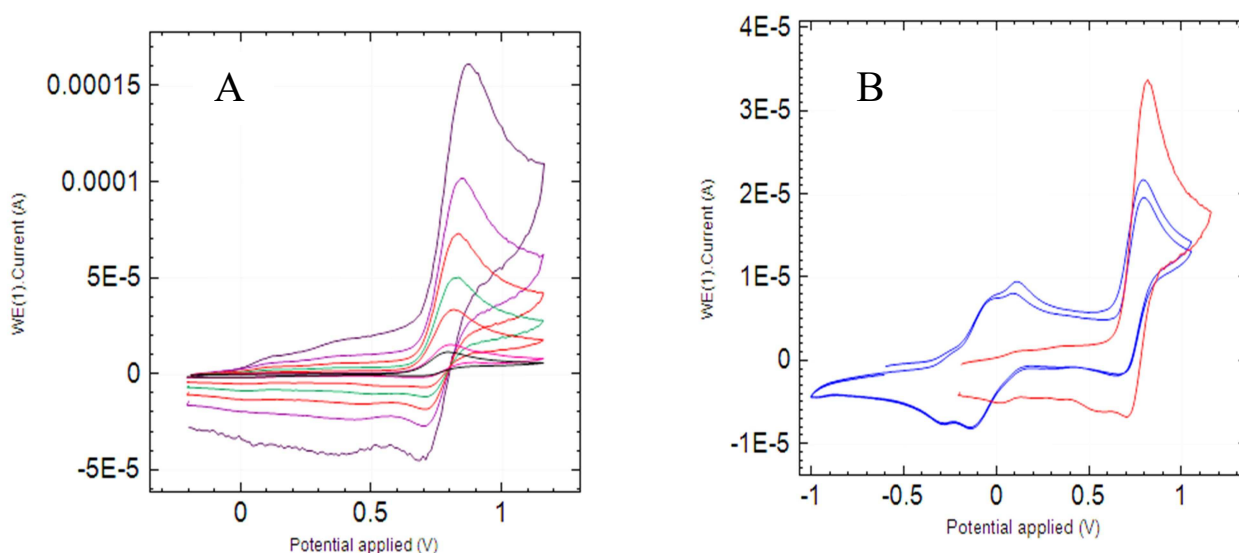 A
WE(1).Current (A)
0.00015
0.0001
5E-5
0
-5E-5
0
0.5
1
Potential applied (V)
B
WE(1).Current (A)
4E-5
3E-5
2E-5
1E-5
0
-1E-5
-1
-0.5
0
0.5
1
Potential applied (V)